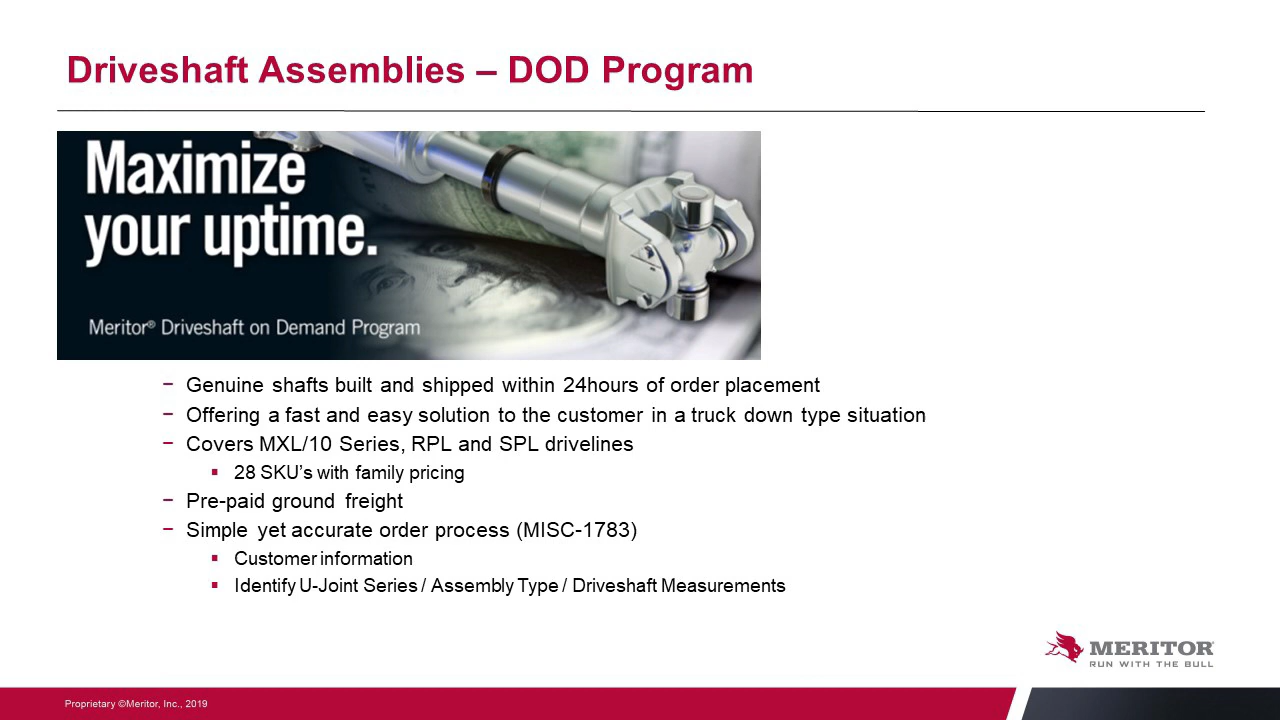 Driveshaft Assemblies – DOD Program
Maximize
your uptime.
Meritor® Driveshaft on Demand Program
− Genuine shafts built and shipped within 24hours of order placement
− Offering a fast and easy solution to the customer in a truck down type situation
− Covers MXL/10 Series, RPL and SPL drivelines
▪ 28 SKU’s with family pricing
− Pre-paid ground freight
− Simple yet accurate order process (MISC-1783)
▪ Customer information
▪ Identify U-Joint Series / Assembly Type / Driveshaft Measurements
MERITOR
RUN WITH THE BULL
Proprietary ©Meritor, Inc., 2019